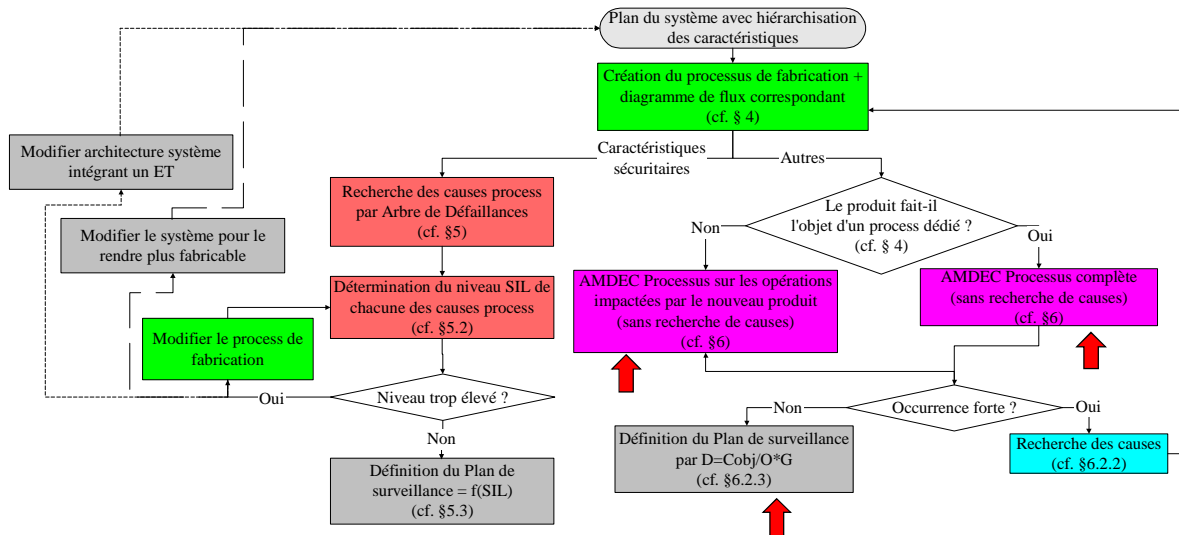 Plan du système avec hiérarchisation
des caractéristiques
Création du processus de fabrication +
diagramme de flux correspondant
(cf. § 4)
Caractéristiques
sécuritaires
Autres
Modifier architecture système
intégrant un ET
Recherche des causes process
par Arbre de Défaillances
(cf. §5)
Le produit fait-il
l'objet d'un process dédié ?
(cf. § 4)
Non
Oui
Modifier le système pour le
rendre plus fabricable
AMDEC Processus sur les opérations
impactées par le nouveau produit
(sans recherche de causes)
(cf. §6)
AMDEC Processus complète
(sans recherche de causes)
(cf. §6)
Détermination du niveau SIL de
chacune des causes process
(cf. §5.2)
Modifier le process de
fabrication
Niveau trop élevé ?
Oui
Non
Occurrence forte ?
Non
Oui
Définition du Plan de surveillance
par D=Cobj/O*G
(cf. §6.2.3)
Recherche des causes
(cf. §6.2.2)
Définition du Plan de
surveillance = f(SIL)
(cf. §5.3)